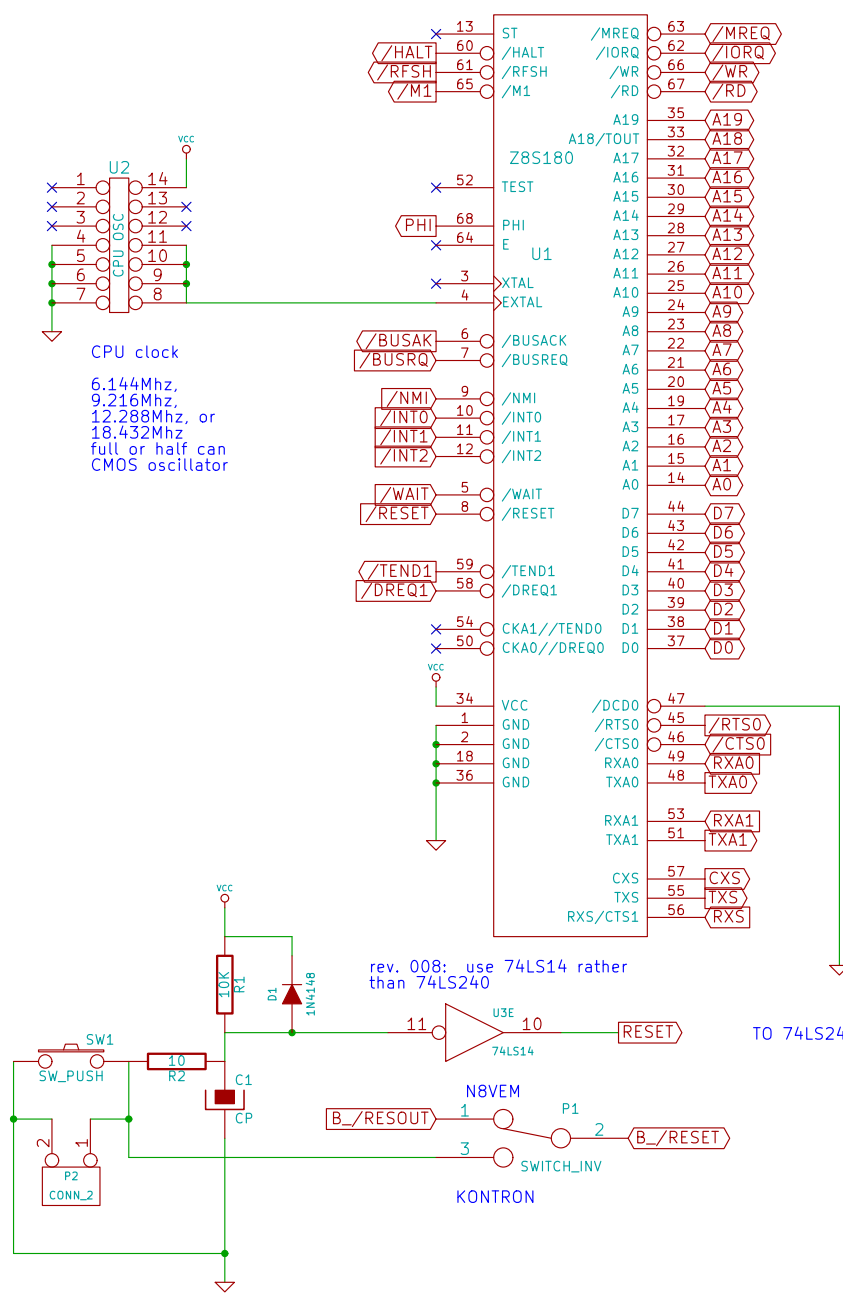 13 ST /MREQ 63 /MREQ
/HALT 60 /HALT /IORQ 62 /IORQ
/RFSH 61 /RFSH /WR 66 /WR
/M1 65 /M1 /RD 67 /RD
A19 35 A19
A18/TOUT 33 A18
Z8S180
A17 32 A17
A16 31 A16
A15 30 A15
A14 29 A14
A13 28 A13
A12 27 A12
A11 26 A11
A10 25 A10
A9 24 A9
A8 23 A8
A7 22 A7
A6 21 A6
A5 20 A5
A4 19 A4
A3 17 A3
A2 16 A2
A1 15 A1
A0 14 A0
52 TEST
PHI 68 PHI
64 E
U1
3 XTAL
4 EXTAL
VCC
U2
CPU OSC
1 14
2 13
3 12
4 11
5 10
6 9
7 8
CPU clock
6.144Mhz,
9.216Mhz,
12.288Mhz, or
18.432Mhz
full or half can
CMOS oscillator
/BUSAK 6 /BUSACK
/BUSRQ 7 /BUSREQ
/NMI 9 /NMI
/INT0 10 /INT0
/INT1 11 /INT1
/INT2 12 /INT2
/WAIT 5 /WAIT
/RESET 8 /RESET
/TEND1 59 /TEND1
/DREQ1 58 /DREQ1
54 CKA1//TEND0
50 CKA0//DREQ0
D7 44 D7
D6 43 D6
D5 42 D5
D4 41 D4
D3 40 D3
D2 39 D2
D1 38 D1
D0 37 D0
VCC
34 VCC
1 GND
2 GND
18 GND
36 GND
/DCD0 47
/RTS0 45 /RTS0
/CTS0 46 /CTS0
RXA0 49 RXA0
TXA0 48 TXA0
RXA1 53 RXA1
TXA1 51 TXA1
CXS 57 CXS
TXS 55 TXS
RXS/CTS1 56 RXS
VCC
10K
R1
D1
1N4148
rev. 008: use 74LS14 rather
than 74LS240
11 U3E 10 RESET
74LS14
TO 74LS24
SW1
SW_PUSH
10
R2
C1
CP
2 1
P2
CONN_2
N8VEM
B_/RESOUT 1 P1
2 B_/RESET
3
SWITCH_INV
KONTRON